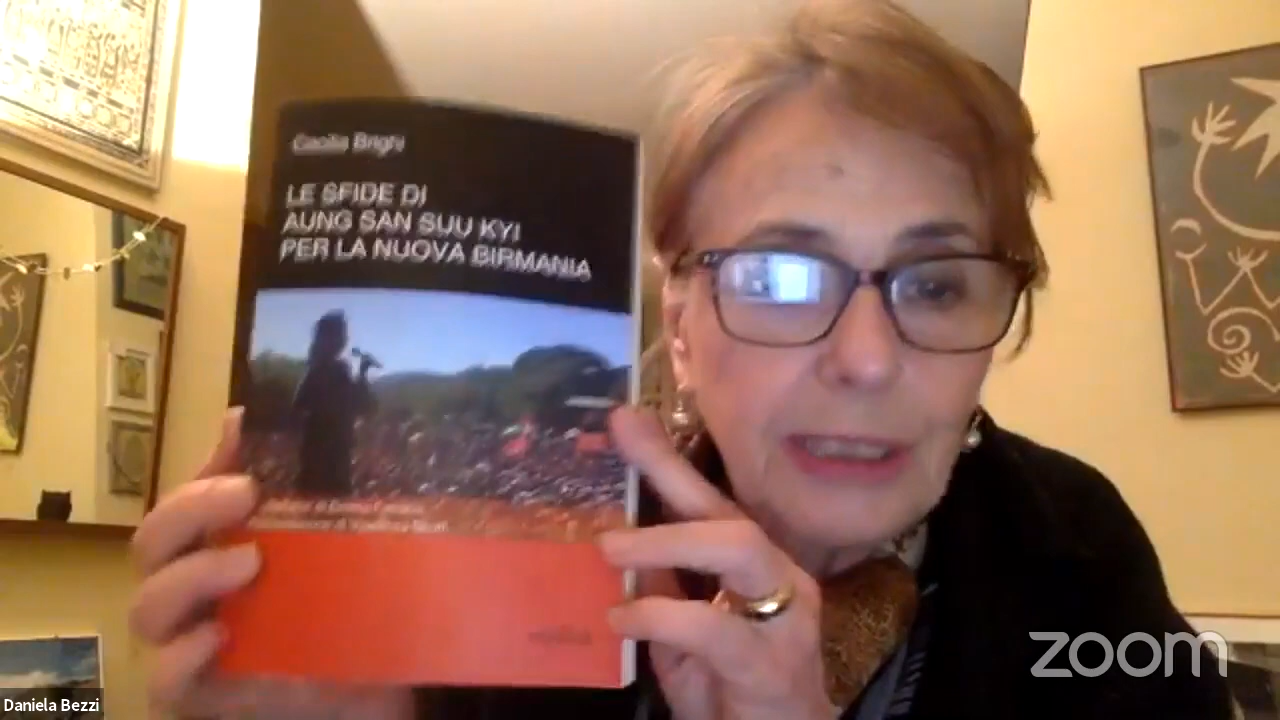 Cecilia Brighi
LE SFIDE DI
AUNG SAN SUU KYI
PER LA NUOVA BIRMANIA
zoom
Daniela Bezzi